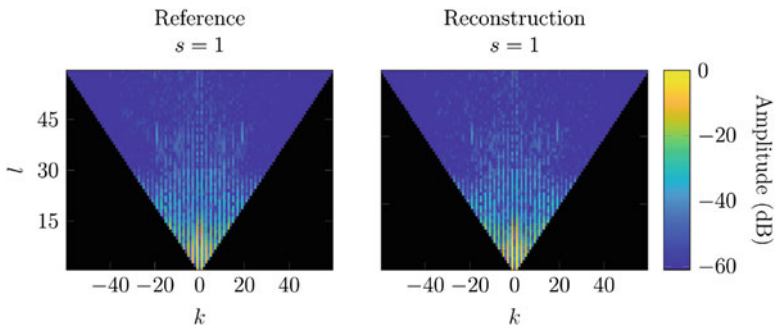 Reference
s = 1
Reconstruction
s = 1
l
45
30
15
−40 −20 0 20 40
k
−40 −20 0 20 40
k
0
−20
−40
−60
Amplitude (dB)